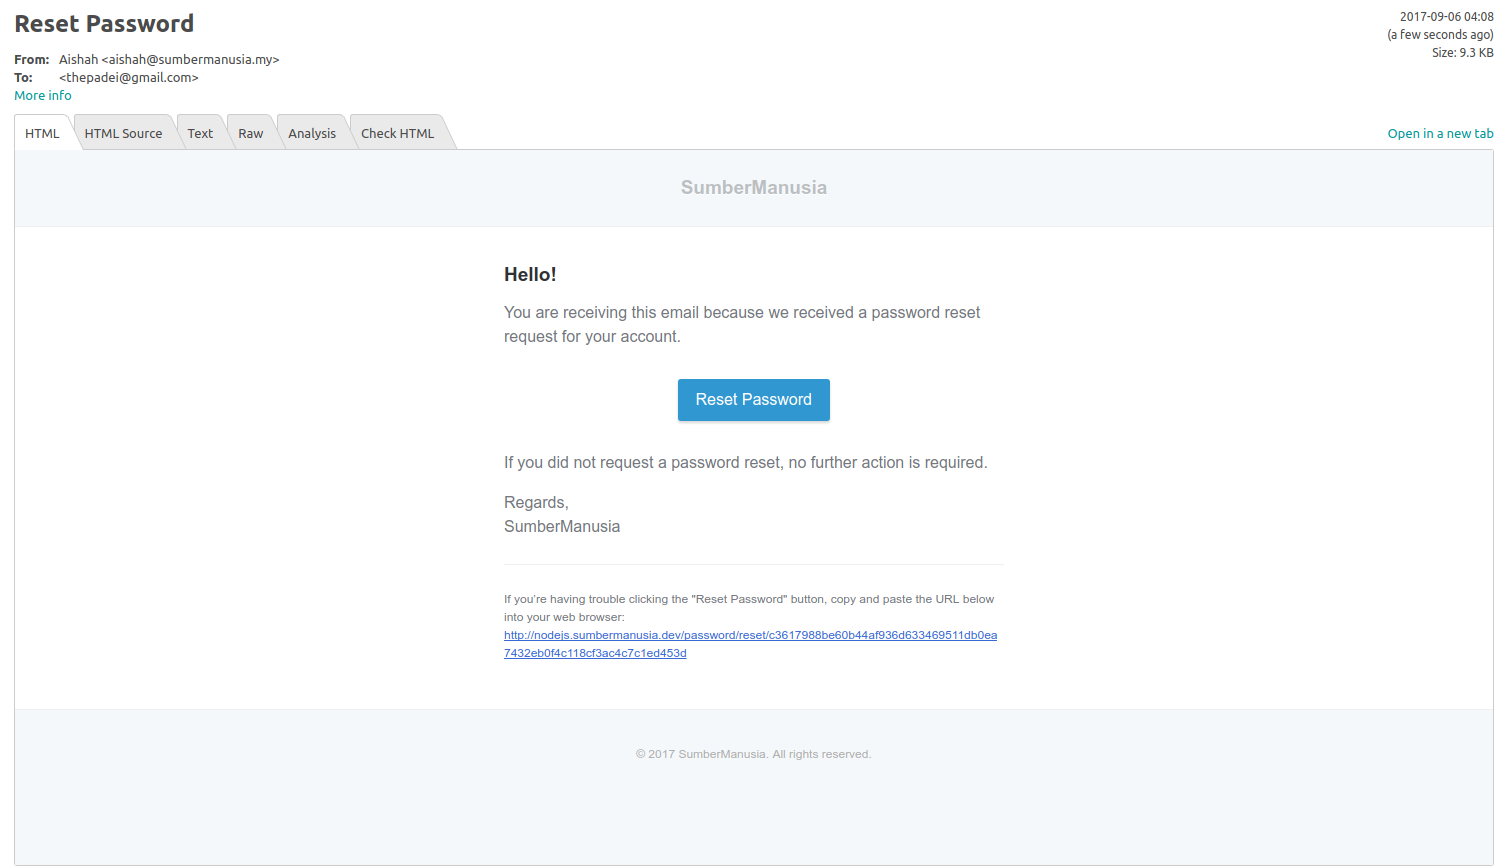 Reset Password
2017-09-06 04:08
(a few seconds ago)
Size: 9.3 KB
From: Aishah <aishah@sumbermanusia.my>
To: <thepadei@gmail.com>
More info
HTML HTML Source Text Raw Analysis Check HTML Open in a new tab
SumberManusia
Hello!
You are receiving this email because we received a password reset
request for your account.
Reset Password
If you did not request a password reset, no further action is required.
Regards,
SumberManusia
If you're having trouble clicking the "Reset Password" button, copy and paste the URL below
into your web browser:
http://nodejs.sumbermanusia.dev/password/reset/c3617988be60b44af936d633469511db0ea
7432eb0f4c118cf3ac4c7c1ed453d
© 2017 SumberManusia. All rights reserved.